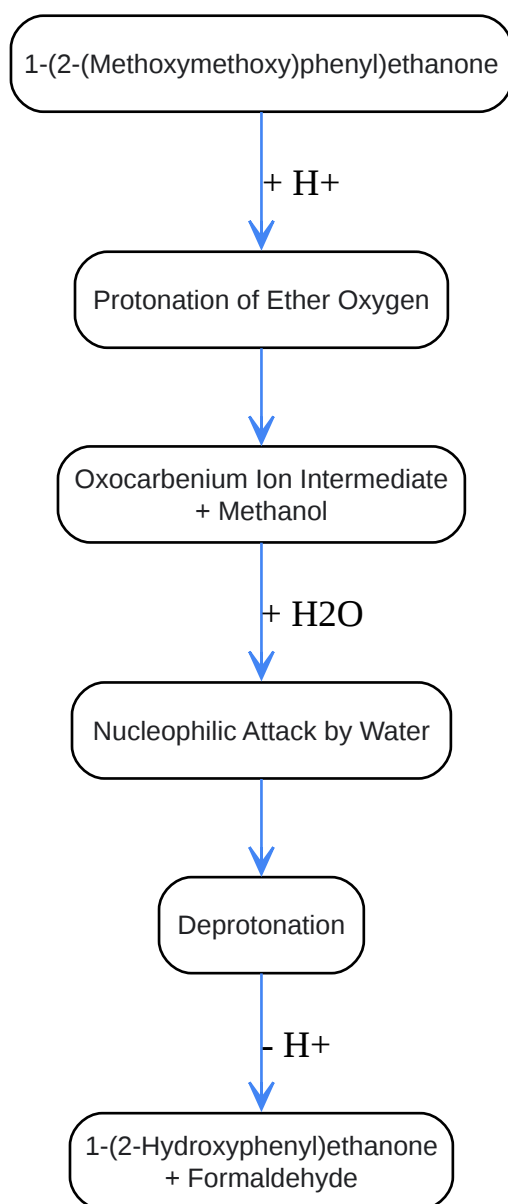 1-(2-(Methoxymethoxy)phenyl)ethanone
+ H+
Protonation of Ether Oxygen
Oxocarbenium Ion Intermediate
+ Methanol
+ H2O
Nucleophilic Attack by Water
Deprotonation
- H+
1-(2-Hydroxyphenyl)ethanone
+ Formaldehyde